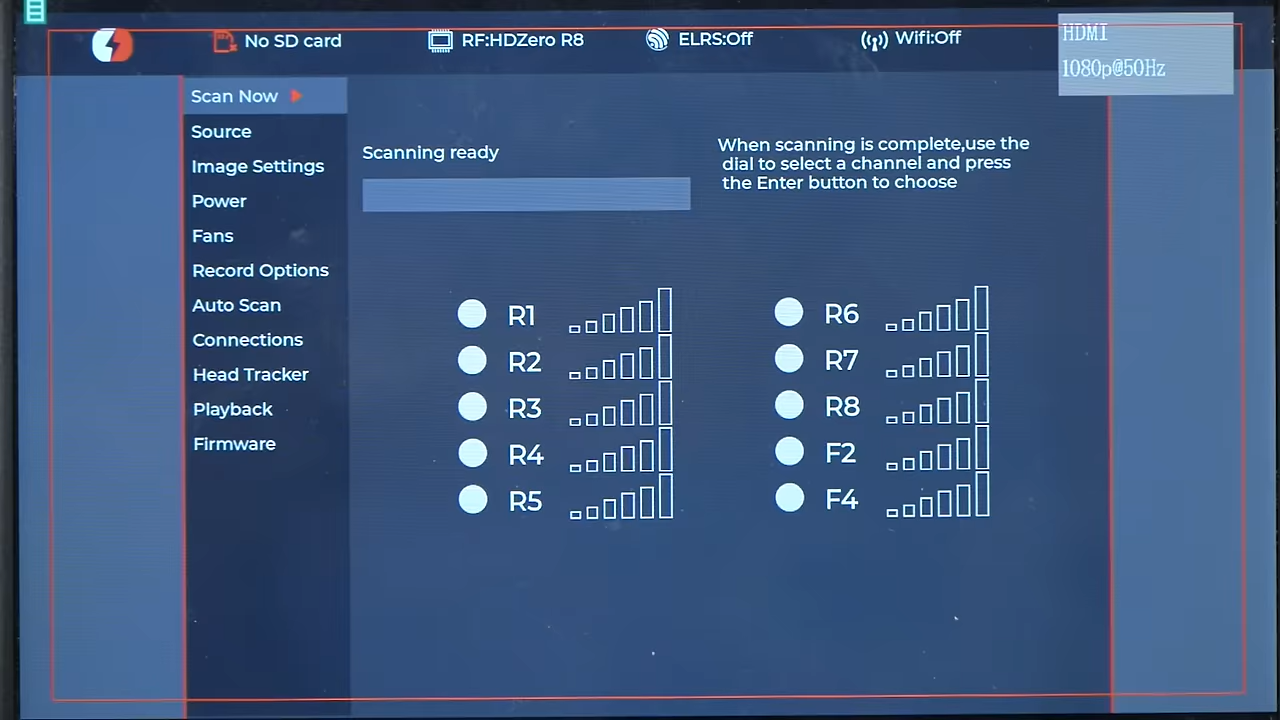 No SD card
RF:HDZero R8
ELRS:Off
Wifi:Off
HDMI
1080p@50Hz
Scan Now
Source
Image Settings
Power
Fans
Record Options
Auto Scan
Connections
Head Tracker
Playback
Firmware
Scanning ready
When scanning is complete,use the
dial to select a channel and press
the Enter button to choose
R1
R2
R3
R4
R5
R6
R7
R8
F2
F4